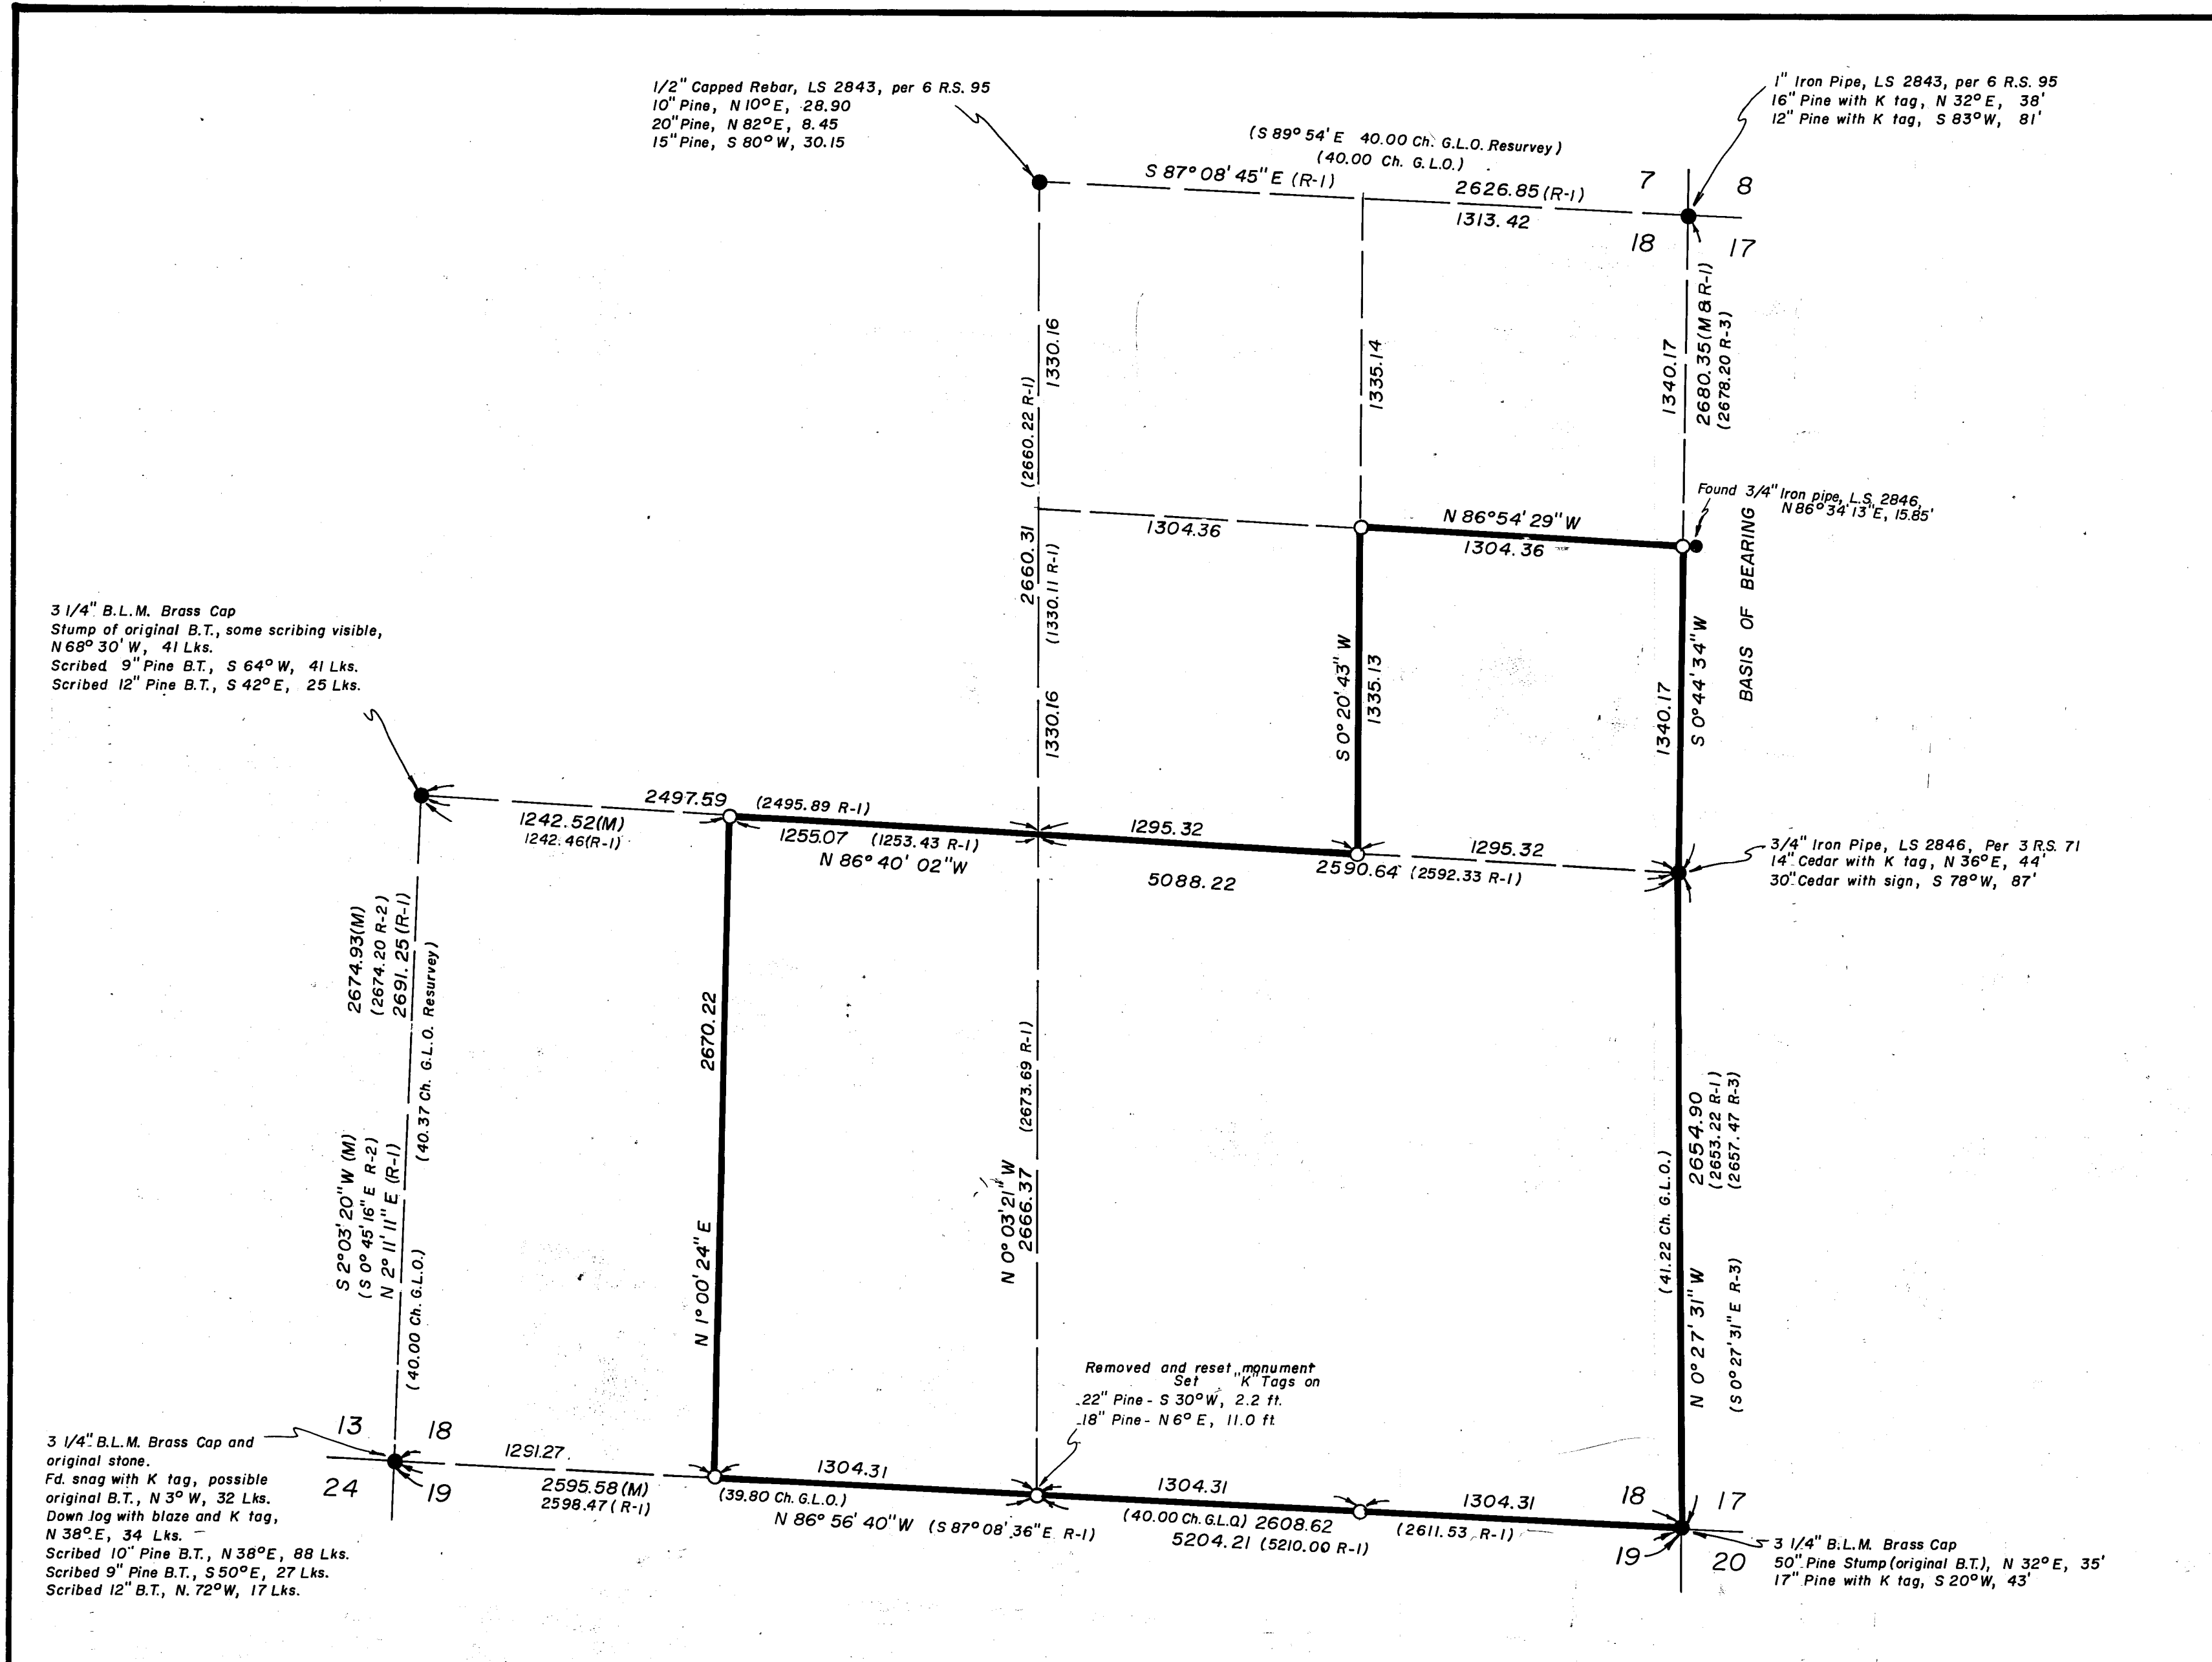 1/2" Capped Rebar, LS 2843, per 6 R.S. 95
10" Pine, N 10° E, 28.90
20" Pine, N 82° E, 8.45
15" Pine, S 80° W, 30.15
(S 89° 54' E 40.00 Ch. G.L.O. Resurvey)
(40.00 Ch. G.L.O.)
S 87° 08' 45" E (R-1)
2626.85 (R-1)
1313.42
1" Iron Pipe, LS 2843, per 6 R.S. 95
16" Pine with K tag, N 32° E, 38'
12" Pine with K tag, S 83° W, 81'
7
8
18
17
1330.16
(2660.22 R-1)
2660.31
(1330.11 R-1)
1330.16
1335.14
1340.17
2680.35 (M & R-1)
(2678.20 R-3)
Found 3/4" Iron pipe, L.S. 2846,
N 86° 34' 13" E, 15.85'
1304.36
N 86° 54' 29" W
1304.36
S 0° 20' 43" W
1335.13
1340.17
S 0° 44' 34" W
BASIS OF BEARING
3 1/4" B.L.M. Brass Cap
Stump of original B.T., some scribing visible,
N 68° 30' W, 41 Lks.
Scribed 9" Pine B.T., S 64° W, 41 Lks.
Scribed 12" Pine B.T., S 42° E, 25 Lks.
2497.59
(2495.89 R-1)
1242.52 (M)
1242.46 (R-1)
1255.07
(1253.43 R-1)
N 86° 40' 02" W
1295.32
5088.22
1295.32
2590.64 (2592.33 R-1)
3/4" Iron Pipe, LS 2846, Per 3 R.S. 71
14" Cedar with K tag, N 36° E, 44'
30" Cedar with sign, S 78° W, 87'
2674.93 (M)
(2674.20 R-2)
2691.25 (R-1)
(40.37 Ch. G.L.O. Resurvey)
S 2° 03' 20" W (M)
(S 0° 45' 16" E R-2)
N 2° 11' 11" E (R-1)
(40.00 Ch. G.L.O.)
2670.22
N 1° 00' 24" E
(2673.69 R-1)
N 0° 03' 21" W
2666.37
(41.22 Ch. G.L.O.)
2654.90
(2653.22 R-1)
(2657.47 R-3)
N 0° 27' 31" W
(S 0° 27' 31" E R-3)
Removed and reset monument
Set "K" Tags on
22" Pine - S 30° W, 2.2 ft.
18" Pine - N 6° E, 11.0 ft
3 1/4" B.L.M. Brass Cap and
original stone.
Fd. snag with K tag, possible
original B.T., N 3° W, 32 Lks.
Down log with blaze and K tag,
N 38° E, 34 Lks.
Scribed 10" Pine B.T., N 38° E, 88 Lks.
Scribed 9" Pine B.T., S 50° E, 27 Lks.
Scribed 12" B.T., N. 72° W, 17 Lks.
13
18
24
19
1291.27
2595.58 (M)
2598.47 (R-1)
1304.31
(39.80 Ch. G.L.O.)
N 86° 56' 40" W (S 87° 08' 36" E R-1)
1304.31
(40.00 Ch. G.L.O.) 2608.62
5204.21 (5210.00 R-1)
1304.31
(2611.53 R-1)
18
17
19
20
3 1/4" B.L.M. Brass Cap
50" Pine Stump (original B.T.), N 32° E, 35'
17" Pine with K tag, S 20° W, 43'